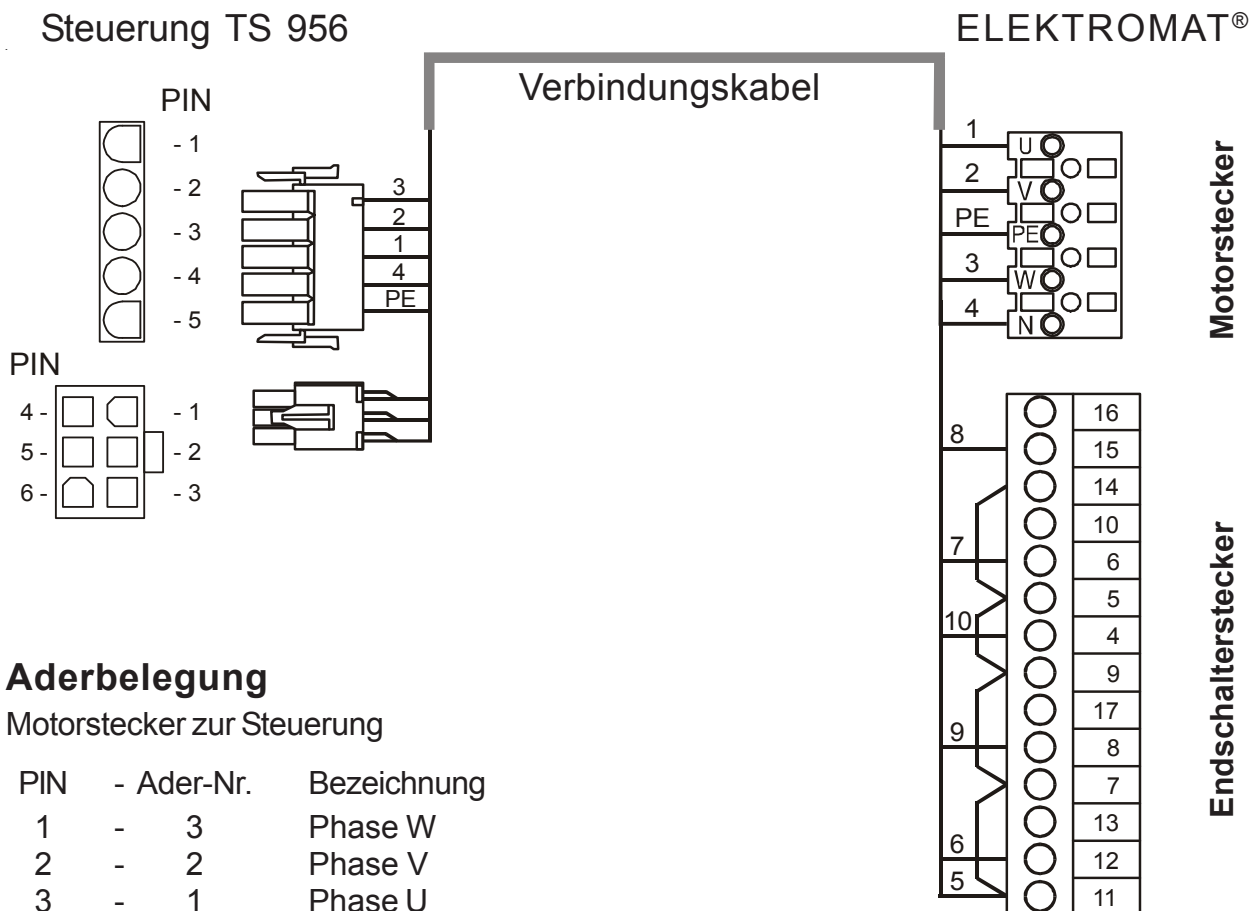 Steuerung TS 956
ELEKTROMAT®
Verbindungskabel
PIN
- 1
- 2
- 3
- 4
- 5
3
2
1
4
PE
PIN
4 -
5 -
6 -
- 1
- 2
- 3
1
2
PE
3
4
U
V
PE
W
N
Motorstecker
8
7
10
9
6
5
16
15
14
10
6
5
4
9
17
8
7
13
12
11
Endschalterstecker
Aderbelegung
Motorstecker zur Steuerung
PIN - Ader-Nr. Bezeichnung
1 - 3 Phase W
2 - 2 Phase V
3 - 1 Phase U